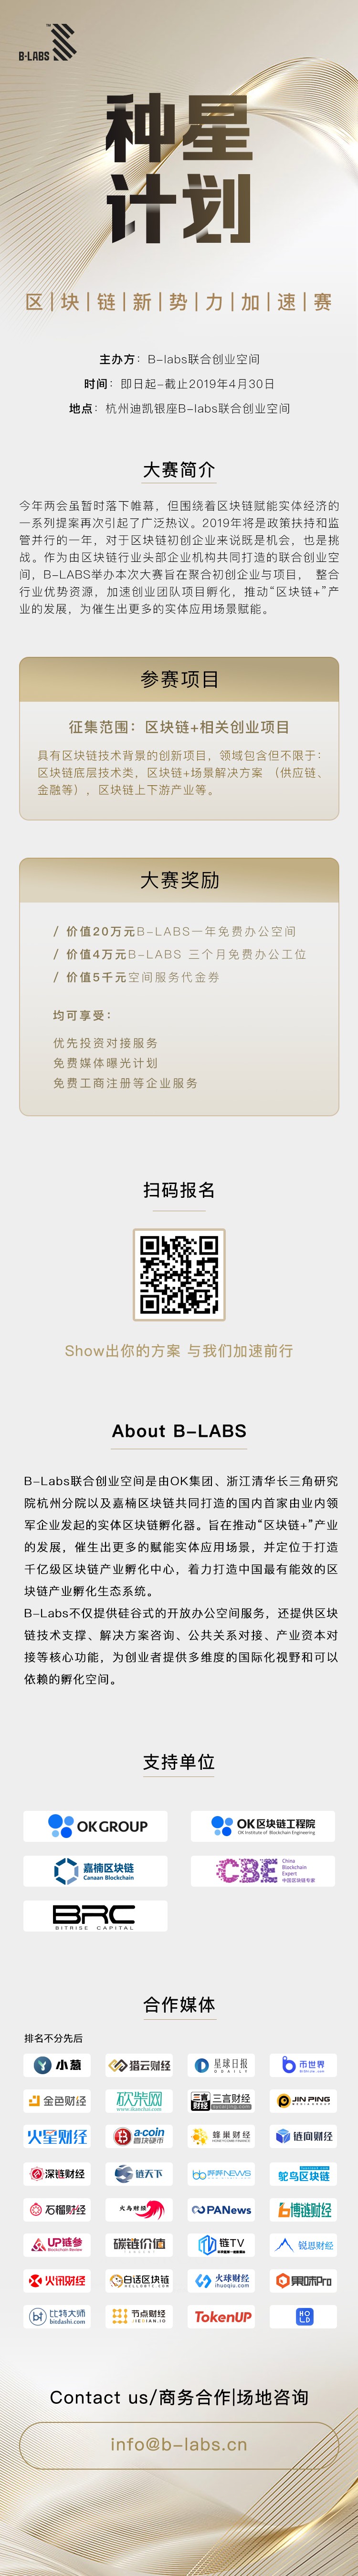 ™
B-LABS
种星
计划
区|块|链|新|势|力|加|速|赛
主办方：B-labs联合创业空间
时间：即日起-截止2019年4月30日
地点：杭州迪凯银座B-labs联合创业空间
大赛简介
今年两会虽暂时落下帷幕，但围绕着区块链赋能实体经济的
一系列提案再次引起了广泛热议。2019年将是政策扶持和监
管并行的一年，对于区块链初创企业来说既是机会，也是挑
战。作为由区块链行业头部企业机构共同打造的联合创业空
间，B-LABS举办本次大赛旨在聚合初创企业与项目， 整合
行业优势资源，加速创业团队项目孵化，推动“区块链+”产
业的发展，为催生出更多的实体应用场景赋能。
参赛项目
征集范围：区块链+相关创业项目
具有区块链技术背景的创新项目，领域包含但不限于：
区块链底层技术类，区块链+场景解决方案 （供应链、
金融等），区块链上下游产业等。
大赛奖励
/ 价值20万元B-LABS一年免费办公空间
/ 价值4万元B-LABS 三个月免费办公工位
/ 价值5千元空间服务代金券
均可享受：
优先投资对接服务
免费媒体曝光计划
免费工商注册等企业服务
扫码报名
Show出你的方案 与我们加速前行
About B-LABS
B-Labs联合创业空间是由OK集团、浙江清华长三角研究
院杭州分院以及嘉楠区块链共同打造的国内首家由业内领
军企业发起的实体区块链孵化器。旨在推动“区块链+”产业
的发展，催生出更多的赋能实体应用场景，并定位于打造
千亿级区块链产业孵化中心，着力打造中国最有能效的区
块链产业孵化生态系统。
B-Labs不仅提供硅谷式的开放办公空间服务，还提供区块
链技术支撑、解决方案咨询、公共关系对接、产业资本对
接等核心功能，为创业者提供多维度的国际化视野和可以
依赖的孵化空间。
支持单位
OK GROUP
OK区块链工程院
OK Institute of Blockchain Engineering
嘉楠区块链
Canaan Blockchain
CBE
China
Blockchain
Expert
中国区块链专家
BRC
BITRISE CAPITAL
合作媒体
排名不分先后
小葱 猎云财经 星球日报 ODAILY 币世界
金色财经 砍柴网 三言财经 JIN PING
火星财经 a-coin 蜂巢财经 链向财经
深链财经 链天下 NEWS 鸵鸟区块链
石榴财经 火鸟财经 PANews 博链财经
UP链参 碳链价值 链TV 锐思财经
火讯财经 白话区块链 火球财经 ihuoqiu.com 果味Pro
比特大师 bitdashi.com 节点财经 TokenUP HOLD
Contact us/商务合作|场地咨询
info@b-labs.cn